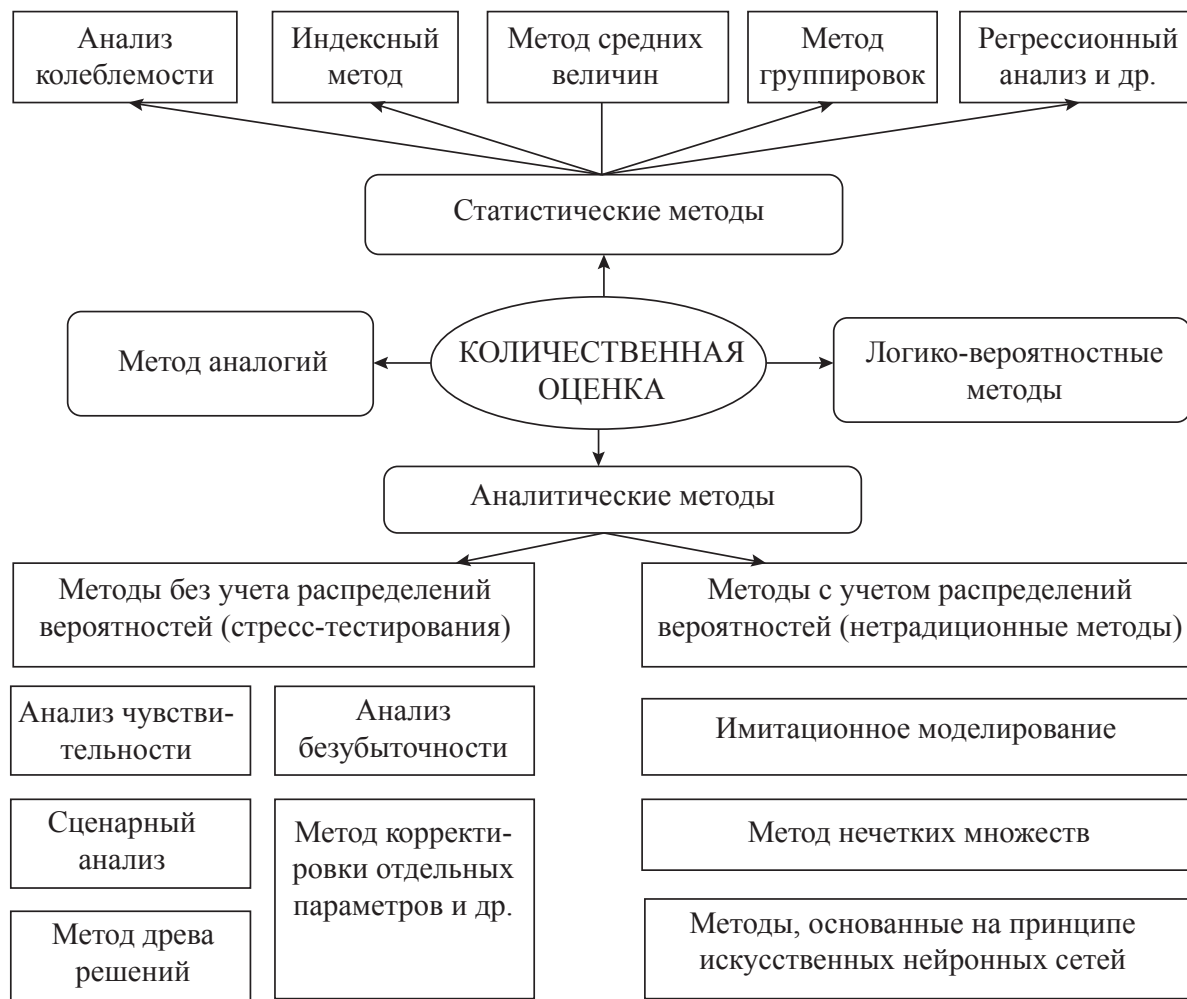 Анализ
колеблемости
Индексный
метод
Метод средних
величин
Метод
группировок
Регрессионный
анализ и др.
Статистические методы
Метод аналогий
КОЛИЧЕСТВЕННАЯ
ОЦЕНКА
Логико-вероятностные
методы
Аналитические методы
Методы без учета распределений
вероятностей (стресс-тестирования)
Методы с учетом распределений
вероятностей (нетрадиционные методы)
Анализ чувстви-
тельности
Анализ
безубыточности
Имитационное моделирование
Сценарный
анализ
Метод корректи-
ровки отдельных
параметров и др.
Метод нечетких множеств
Метод древа
решений
Методы, основанные на принципе
искусственных нейронных сетей